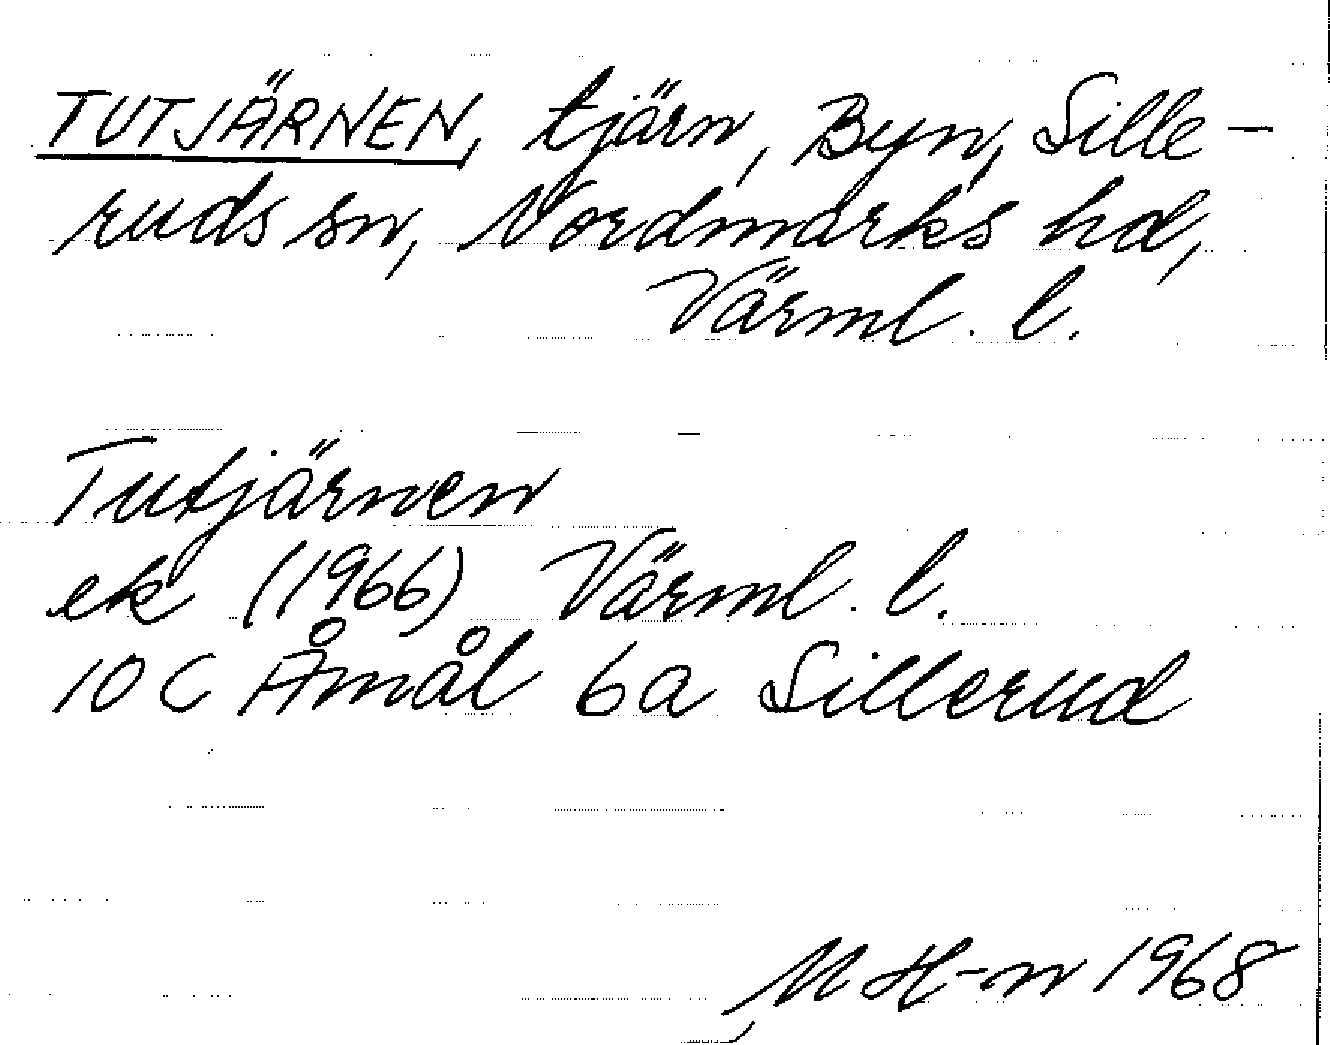 TUTJÄRNEN, tjärn, Byn, Sille-
ruds sn, Nordmarks hd,
Värml. l.
Tutjärnen
ek (1966) Värml. l.
10 C Åmål 6a Sillerud
M H-n 1968